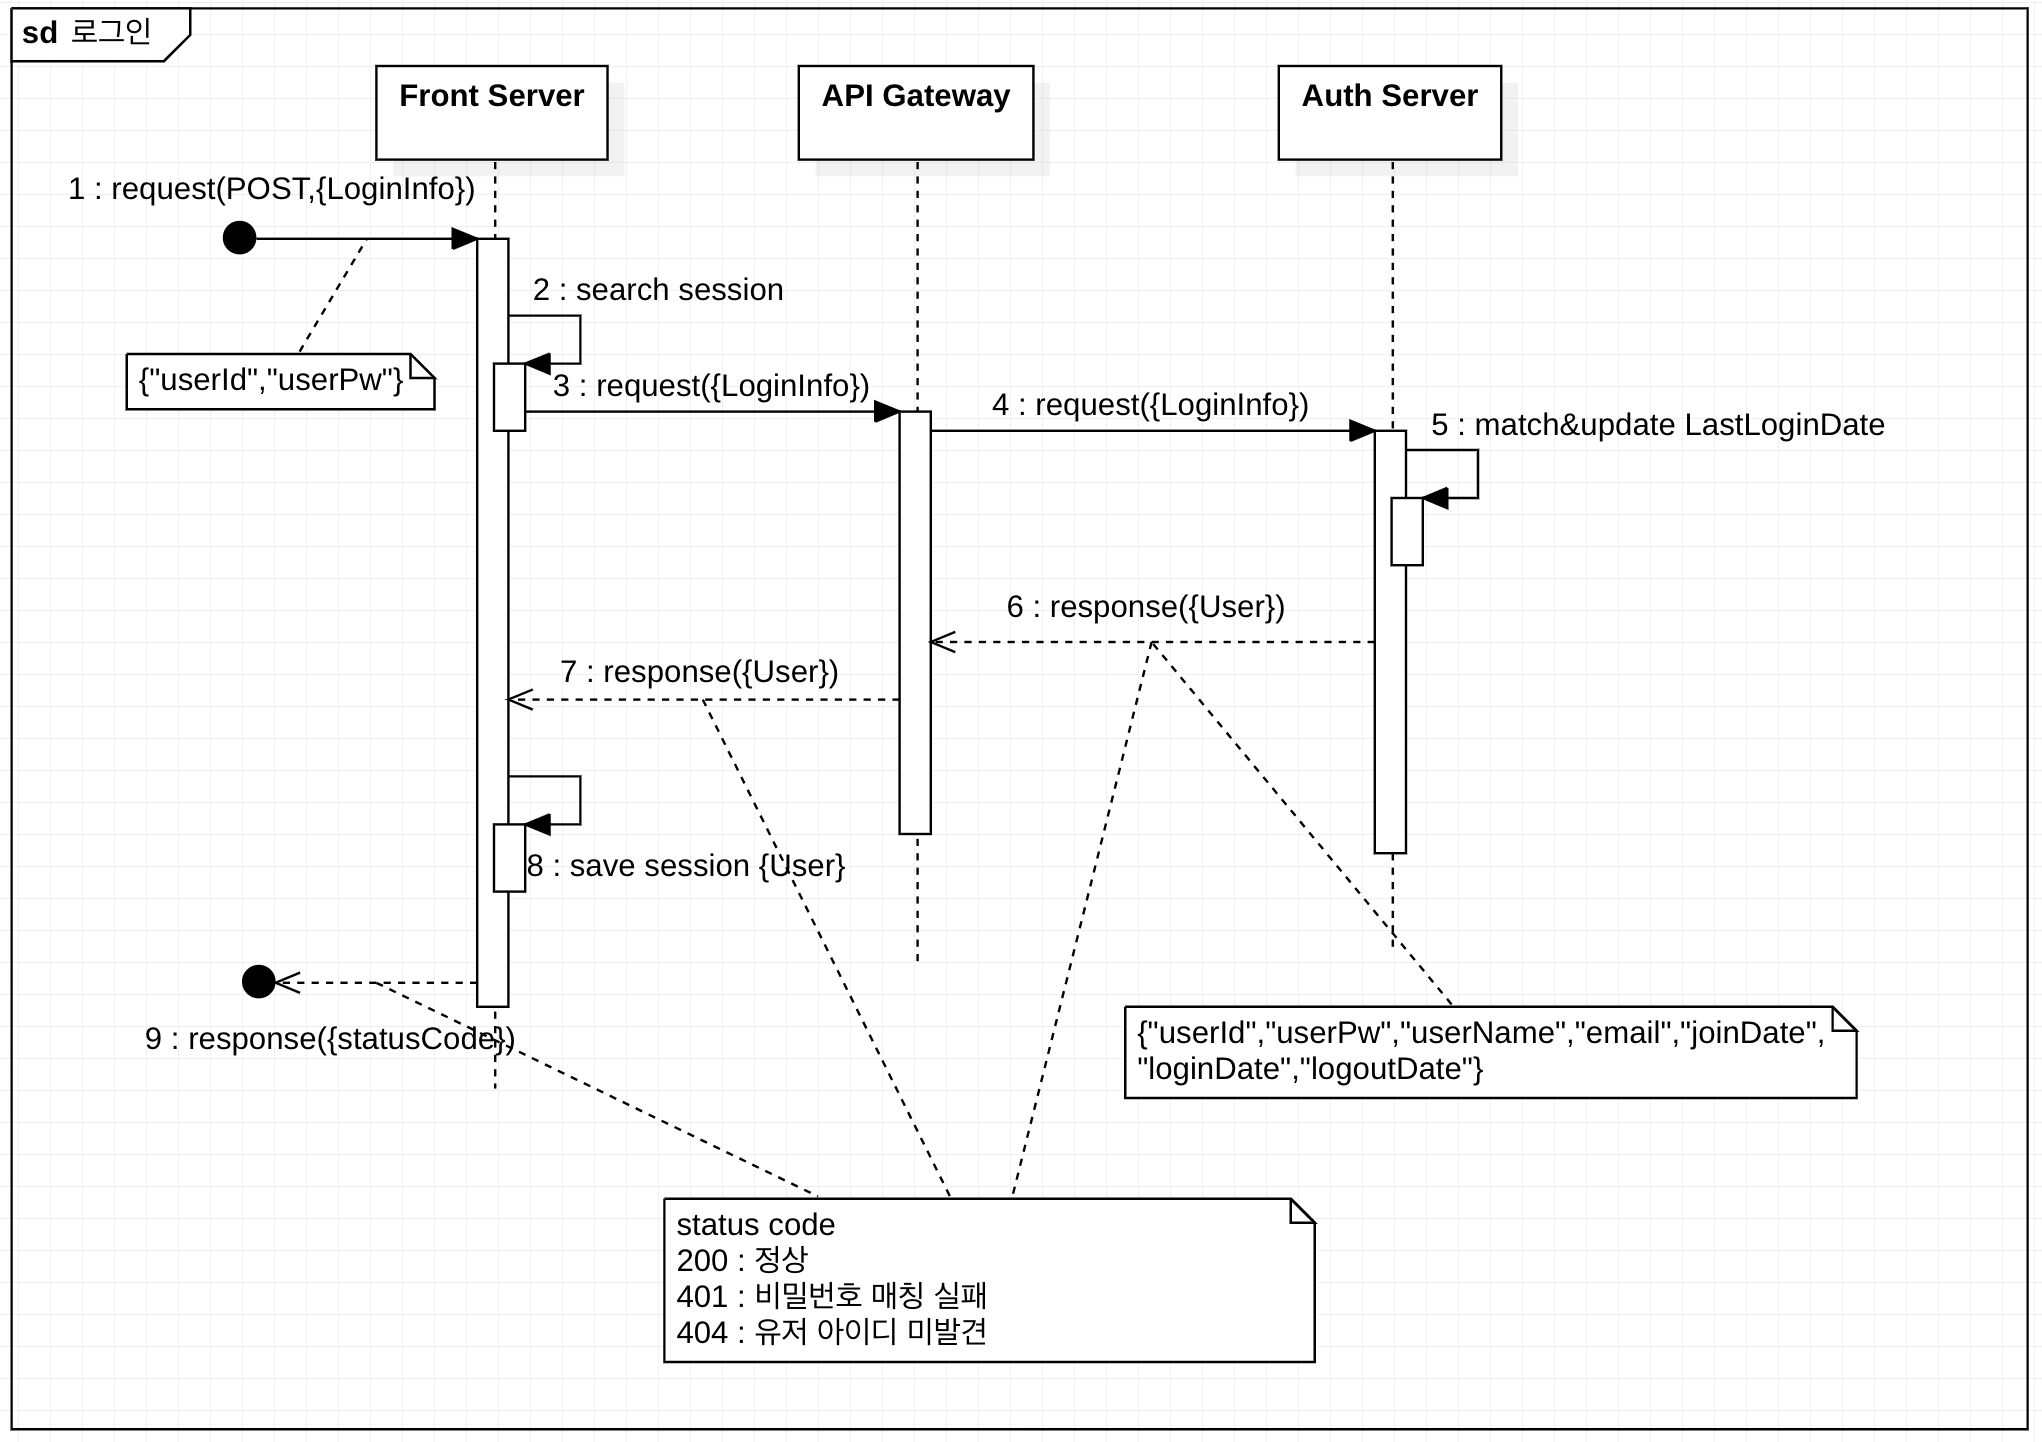 sd 로그인
Front Server
API Gateway
Auth Server
1 : request(POST,{LoginInfo})
2 : search session
{"userId","userPw"}
3 : request({LoginInfo})
4 : request({LoginInfo})
5 : match&update LastLoginDate
6 : response({User})
7 : response({User})
8 : save session {User}
9 : response({statusCode})
{"userId","userPw","userName","email","joinDate",
"loginDate","logoutDate"}
status code
200 : 정상
401 : 비밀번호 매칭 실패
404 : 유저 아이디 미발견